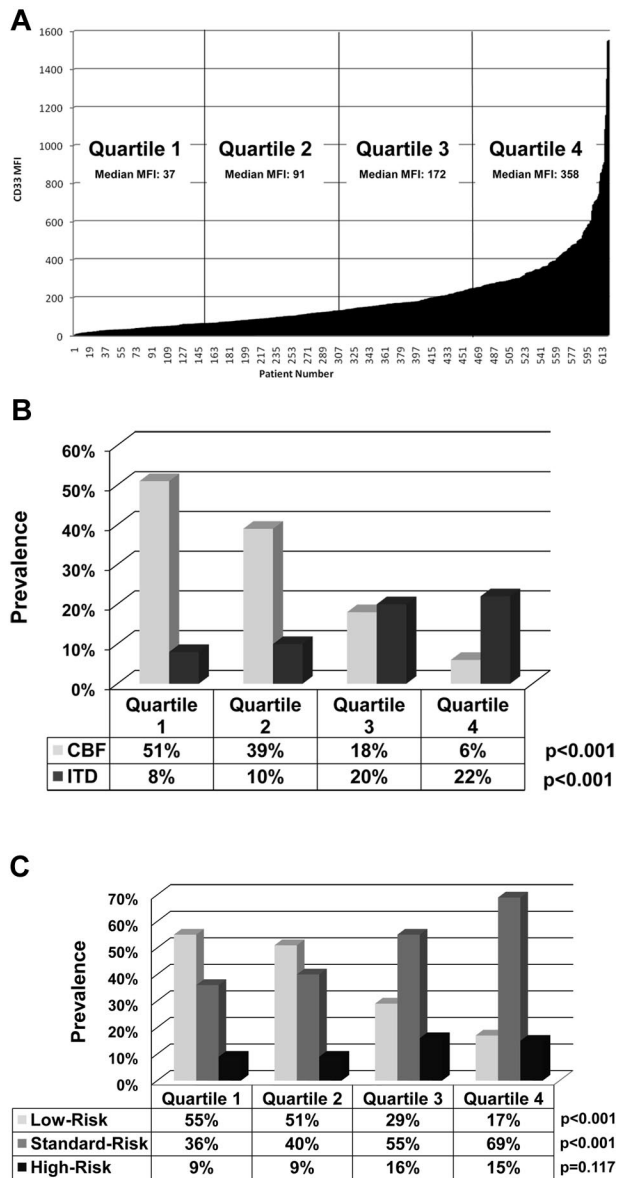 A
1600
1400
1200
1000
800
600
400
200
0
CD33 MFI
Quartile 1 Quartile 2 Quartile 3 Quartile 4
Median MFI: 37 Median MFI: 91 Median MFI: 172 Median MFI: 358
1 19 37 55 73 91 109 127 145 163 181 199 217 235 253 271 289 307 325 343 361 379 397 415 433 451 469 487 505 523 541 559 577 595 613
Patient Number
B
60%
50%
40%
30%
20%
10%
0%
Prevalence
Quartile 1 Quartile 2 Quartile 3 Quartile 4
CBF 51% 39% 18% 6% p<0.001
ITD 8% 10% 20% 22% p<0.001
C
70%
60%
50%
40%
30%
20%
10%
0%
Prevalence
Quartile 1 Quartile 2 Quartile 3 Quartile 4
Low-Risk 55% 51% 29% 17% p<0.001
Standard-Risk 36% 40% 55% 69% p<0.001
High-Risk 9% 9% 16% 15% p=0.117